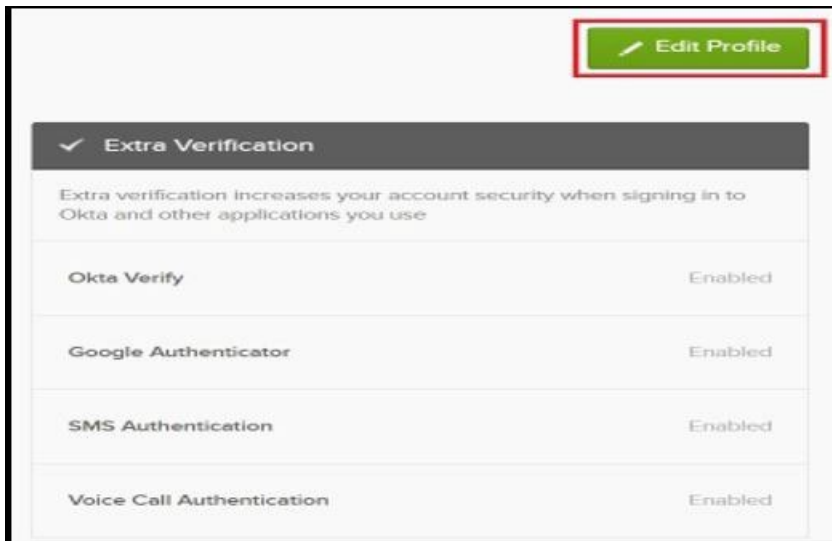 Edit Profile
Extra Verification
Extra verification increases your account security when signing in to
Okta and other applications you use
Okta Verify Enabled
Google Authenticator Enabled
SMS Authentication Enabled
Voice Call Authentication Enabled